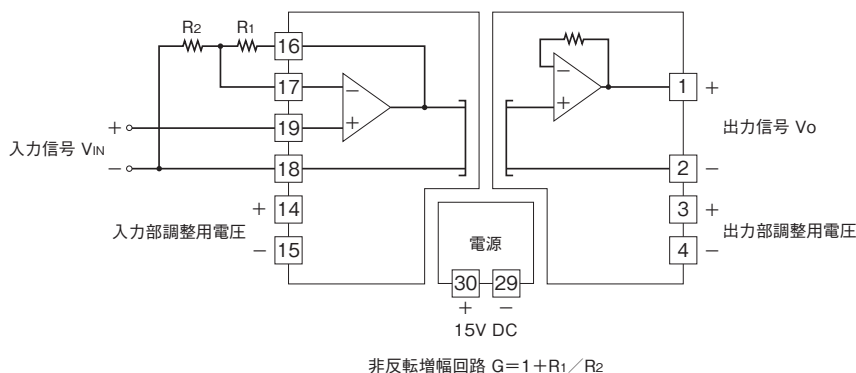 R2 R1
16
17
19
18
14
15
+
入力信号 VIN
−
+
入力部調整用電圧
−
−
+
−
+
1 +
出力信号 Vo
2 −
3 +
出力部調整用電圧
4 −
電源
30 29
+ −
15V DC
非反転増幅回路 G=1+R1／R2